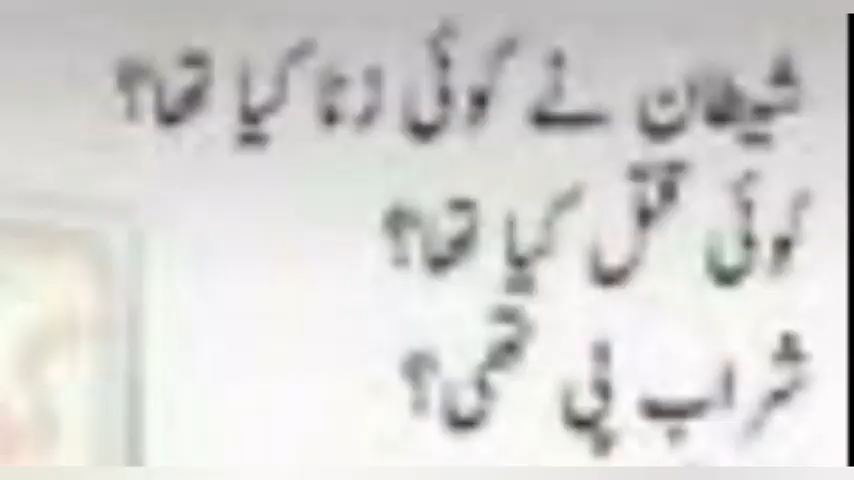 شیطان نے کوئی زنا کیا تھا؟
کوئی قتل کیا تھا؟
شراب پی تھی؟